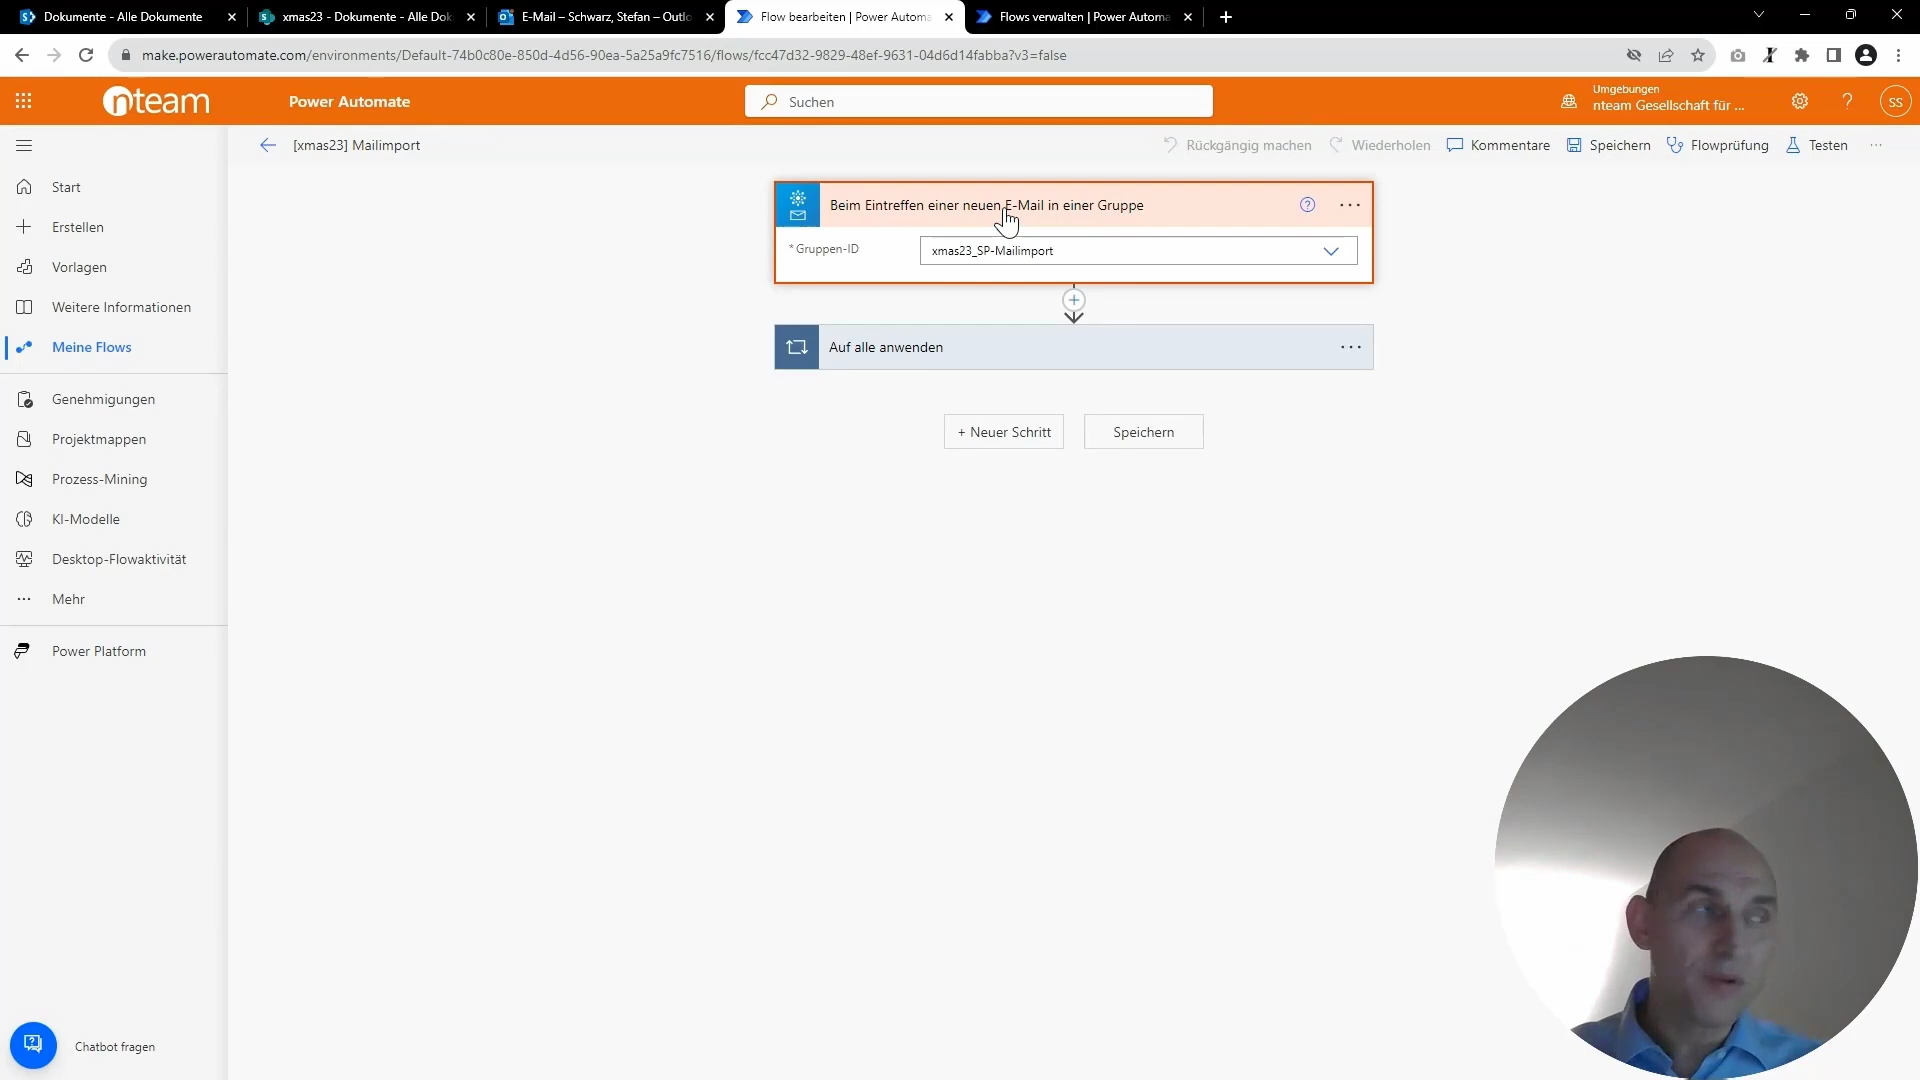 Dokumente - Alle Dokumente
xmas23 - Dokumente - Alle Dok
E-Mail – Schwarz, Stefan – Outlo
Flow bearbeiten | Power Automa
Flows verwalten | Power Automa
make.powerautomate.com/environments/Default-74b0c80e-850d-4d56-90ea-5a25a9fc7516/flows/fcc47d32-9829-48ef-9631-04d6d14fabba?v3=false
nteam
Power Automate
Suchen
Umgebungen
nteam Gesellschaft für ...
SS
[xmas23] Mailimport
Rückgängig machen
Wiederholen
Kommentare
Speichern
Flowprüfung
Testen
Start
Erstellen
Vorlagen
Weitere Informationen
Meine Flows
Genehmigungen
Projektmappen
Prozess-Mining
KI-Modelle
Desktop-Flowaktivität
Mehr
Power Platform
Chatbot fragen
Beim Eintreffen einer neuen E-Mail in einer Gruppe
* Gruppen-ID
xmas23_SP-Mailimport
Auf alle anwenden
+ Neuer Schritt
Speichern